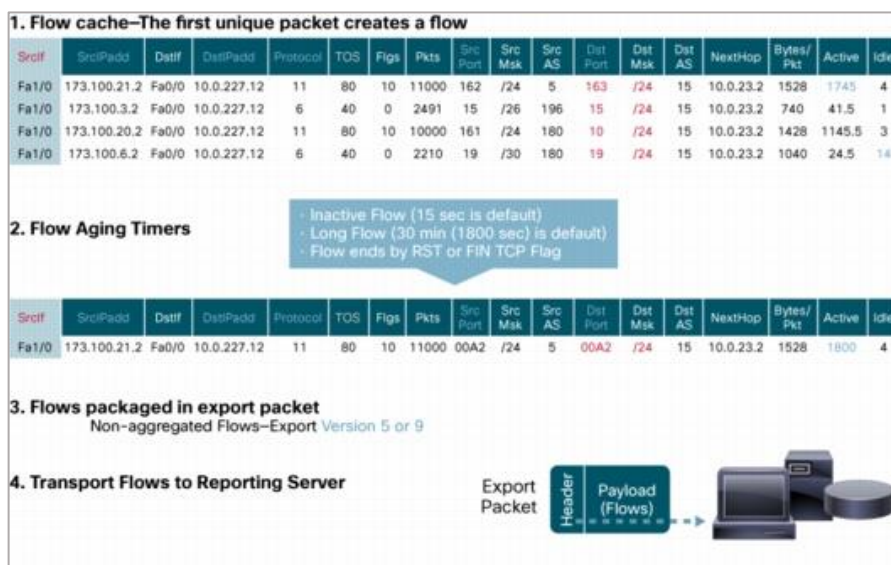 1. Flow cache–The first unique packet creates a flow
SrcIf SrcIPadd DstIf DstIPadd Protocol TOS Flgs Pkts Src Port Src Msk Src AS Dst Port Dst Msk Dst AS NextHop Bytes/Pkt Active Idle
Fa1/0 173.100.21.2 Fa0/0 10.0.227.12 11 80 10 11000 162 /24 5 163 /24 15 10.0.23.2 1528 1745 4
Fa1/0 173.100.3.2 Fa0/0 10.0.227.12 6 40 0 2491 15 /26 196 15 /24 15 10.0.23.2 740 41.5 1
Fa1/0 173.100.20.2 Fa0/0 10.0.227.12 11 80 10 10000 161 /24 180 10 /24 15 10.0.23.2 1428 1145.5 3
Fa1/0 173.100.6.2 Fa0/0 10.0.227.12 6 40 0 2210 19 /30 180 19 /24 15 10.0.23.2 1040 24.5 14
2. Flow Aging Timers
· Inactive Flow (15 sec is default)
· Long Flow (30 min (1800 sec) is default)
· Flow ends by RST or FIN TCP Flag
SrcIf SrcIPadd DstIf DstIPadd Protocol TOS Flgs Pkts Src Port Src Msk Src AS Dst Port Dst Msk Dst AS NextHop Bytes/Pkt Active Idle
Fa1/0 173.100.21.2 Fa0/0 10.0.227.12 11 80 10 11000 00A2 /24 5 00A2 /24 15 10.0.23.2 1528 1800 4
3. Flows packaged in export packet
Non-aggregated Flows–Export Version 5 or 9
4. Transport Flows to Reporting Server
Export Packet
Header
Payload (Flows)